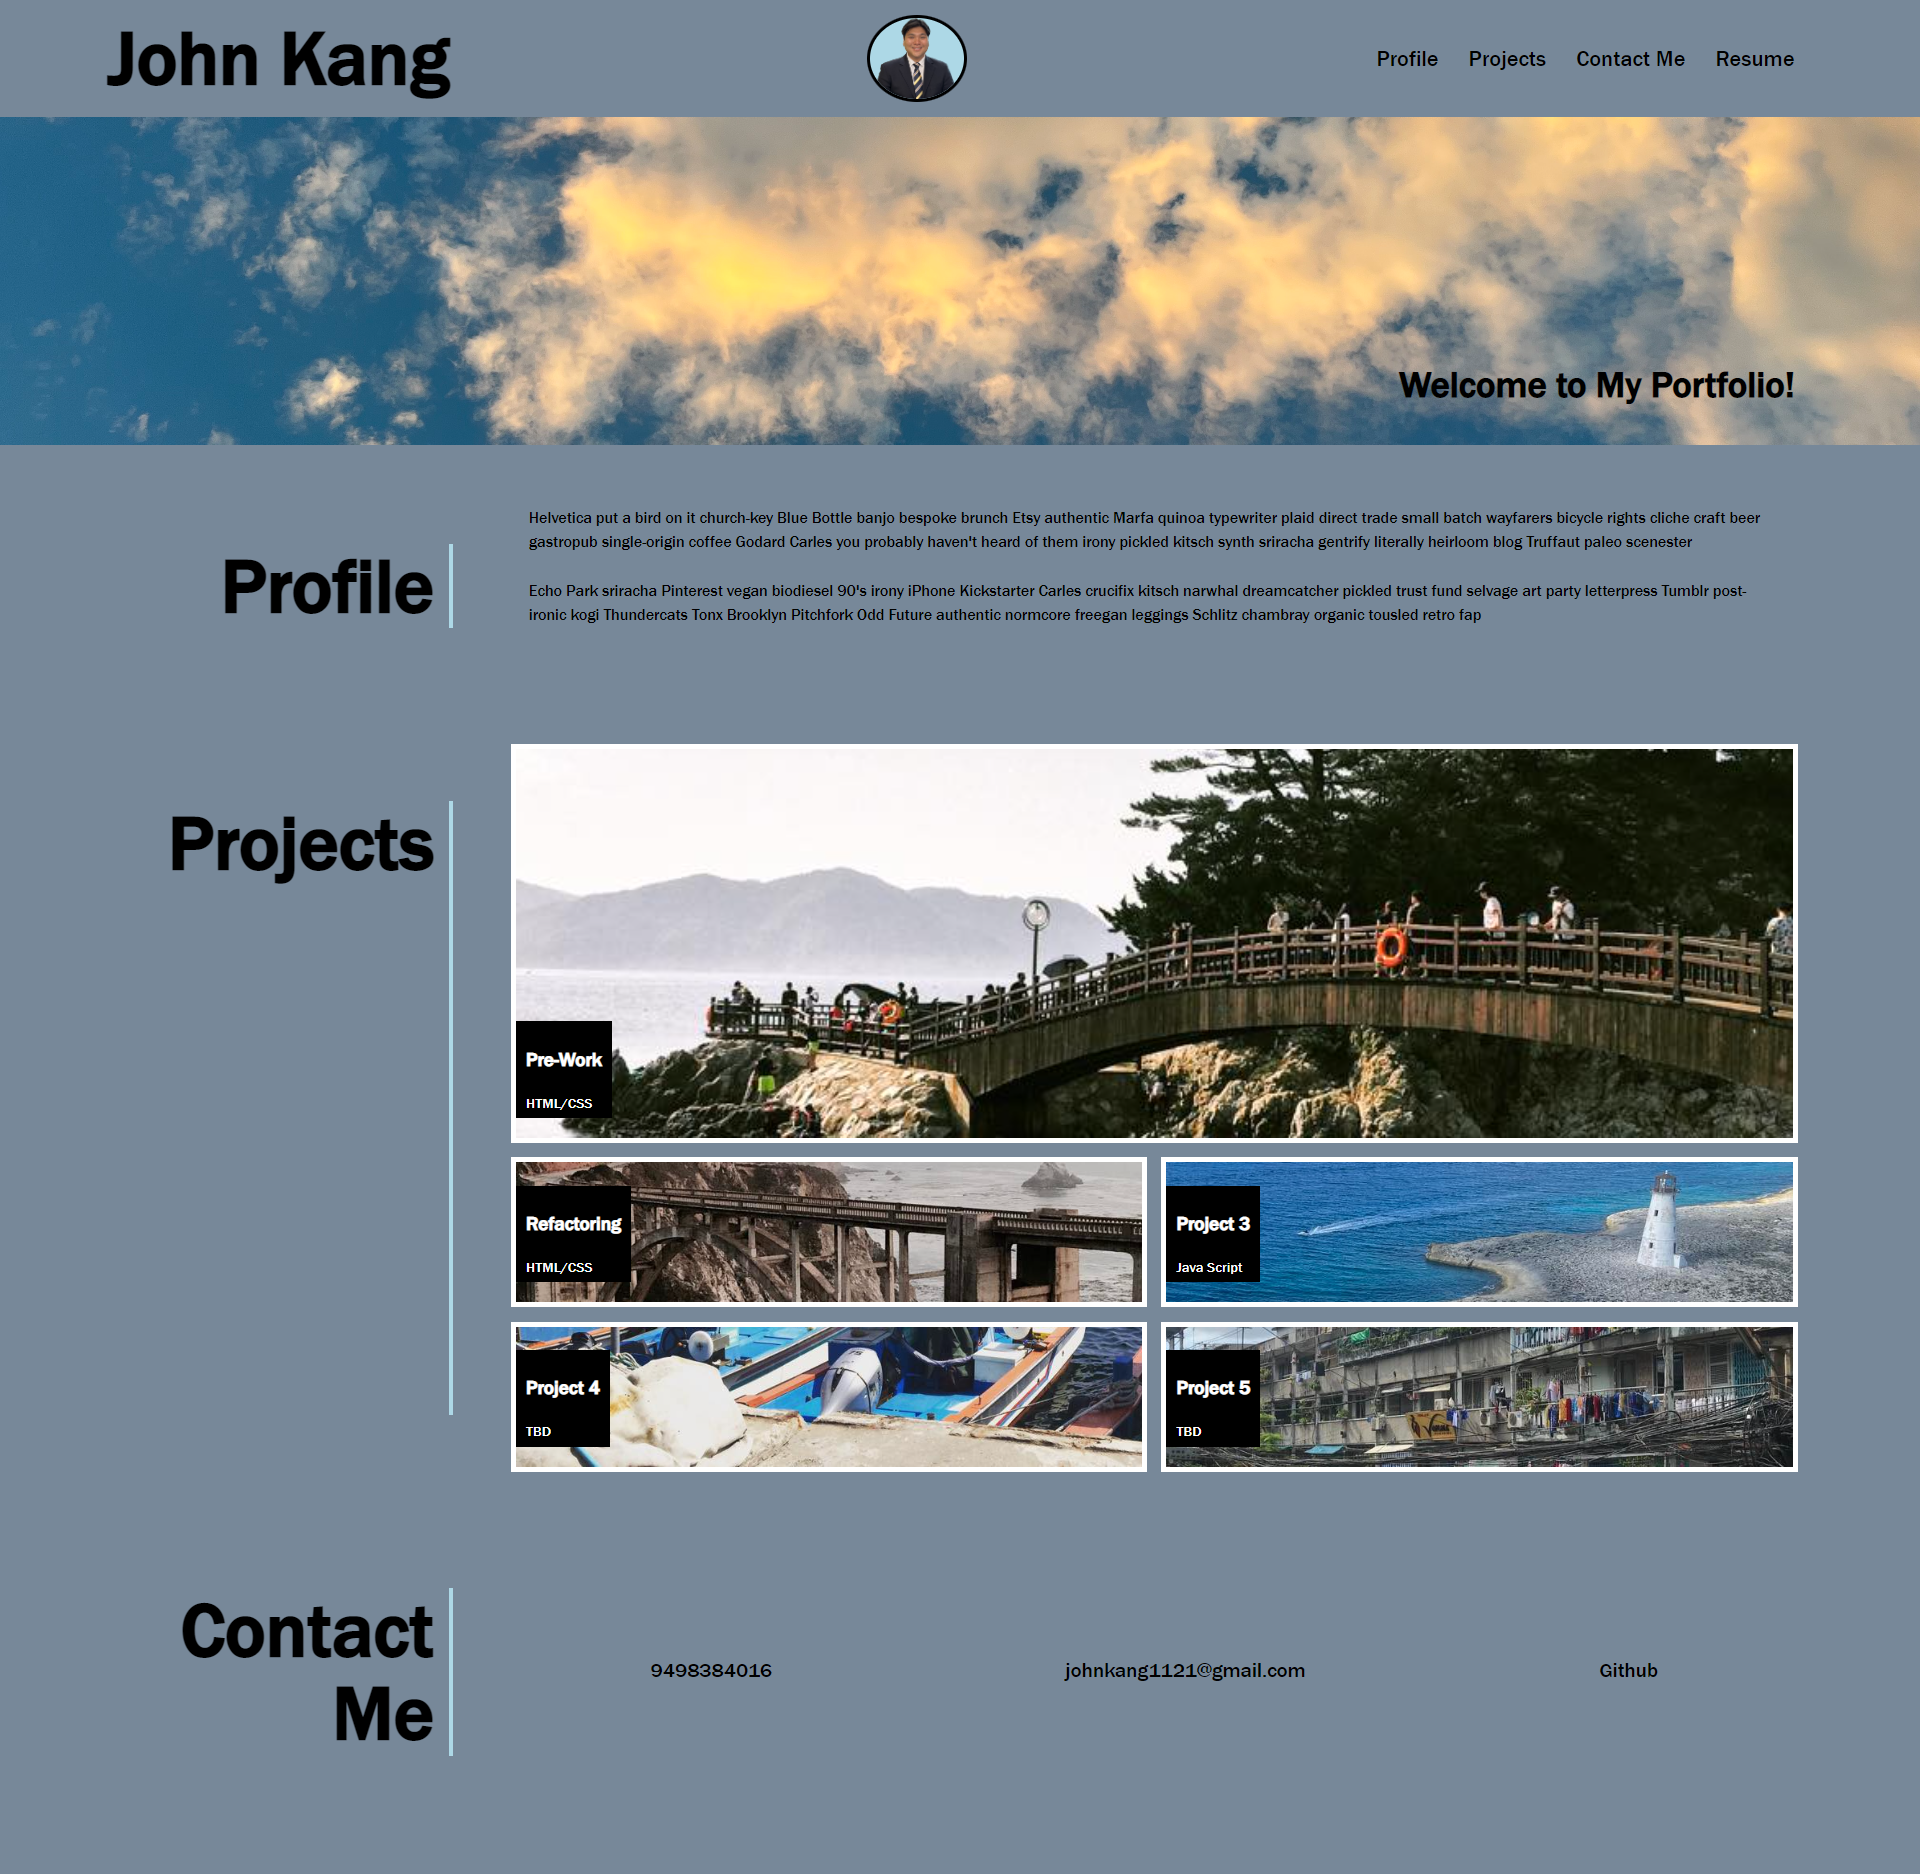 John Kang
Profile Projects Contact Me Resume
Welcome to My Portfolio!
Profile
Helvetica put a bird on it church-key Blue Bottle banjo bespoke brunch Etsy authentic Marfa quinoa typewriter plaid direct trade small batch wayfarers bicycle rights cliche craft beer
gastropub single-origin coffee Godard Carles you probably haven't heard of them irony pickled kitsch synth sriracha gentrify literally heirloom blog Truffaut paleo scenester
Echo Park sriracha Pinterest vegan biodiesel 90's irony iPhone Kickstarter Carles crucifix kitsch narwhal dreamcatcher pickled trust fund selvage art party letterpress Tumblr post-
ironic kogi Thundercats Tonx Brooklyn Pitchfork Odd Future authentic normcore freegan leggings Schlitz chambray organic tousled retro fap
Projects
Pre-Work
HTML/CSS
Refactoring
HTML/CSS
Project 3
Java Script
Project 4
TBD
Project 5
TBD
Contact
Me
9498384016
johnkang1121@gmail.com
Github